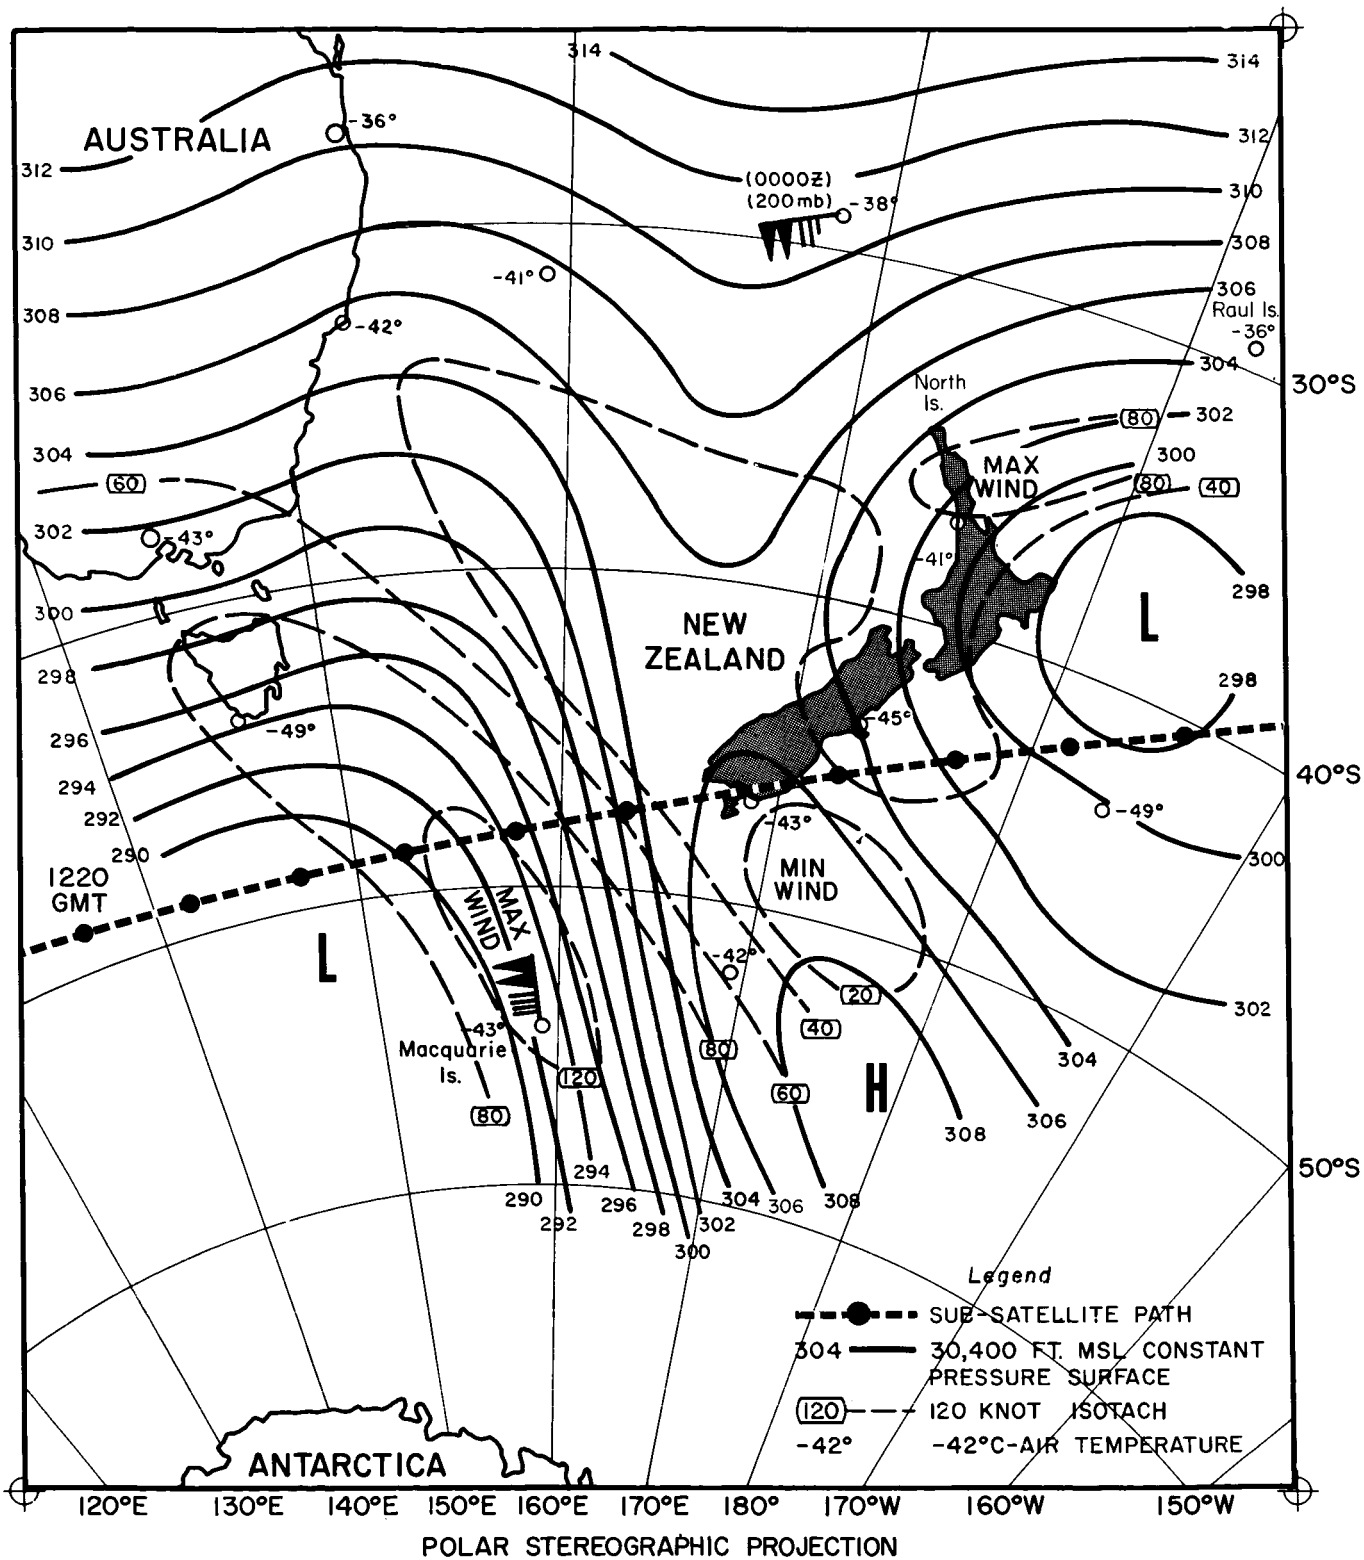 314
314
-36°
AUSTRALIA
312
312
(0000Z)
(200mb)
-38°
310
310
308
-41°
306
Raul Is.
-36°
308
-42°
304
North
Is.
30°S
306
(80)
302
304
300
MAX
WIND
(60)
(80)
(40)
302
-43°
-41°
298
300
L
NEW
ZEALAND
298
298
-45°
-49°
296
40°S
294
-49°
292
-43°
290
300
1220
GMT
MIN
WIND
MAX
WIND
L
-42°
(20)
302
-43°
(40)
Macquarie
Is.
(80)
304
(120)
(60)
H
(80)
306
308
50°S
294
290
296
304
306
308
292
298
302
300
Legend
SUB-SATELLITE PATH
304 30,400 FT. MSL CONSTANT
PRESSURE SURFACE
(120) 120 KNOT ISOTACH
-42° -42°C-AIR TEMPERATURE
ANTARCTICA
120°E 130°E 140°E 150°E 160°E 170°E 180° 170°W 160°W 150°W
POLAR STEREOGRAPHIC PROJECTION